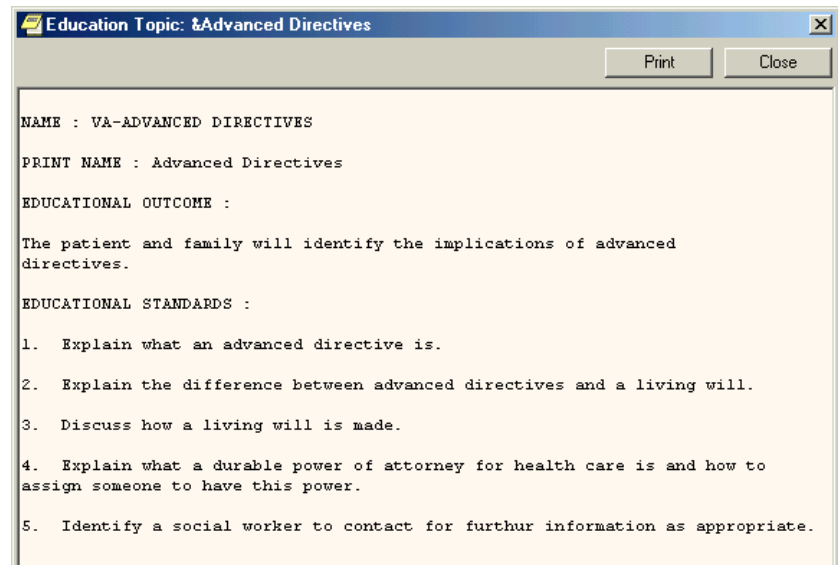 Education Topic: &Advanced Directives
Print Close
NAME : VA-ADVANCED DIRECTIVES
PRINT NAME : Advanced Directives
EDUCATIONAL OUTCOME :
The patient and family will identify the implications of advanced
directives.
EDUCATIONAL STANDARDS :
1.  Explain what an advanced directive is.
2.  Explain the difference between advanced directives and a living will.
3.  Discuss how a living will is made.
4.  Explain what a durable power of attorney for health care is and how to
assign someone to have this power.
5.  Identify a social worker to contact for furthur information as appropriate.